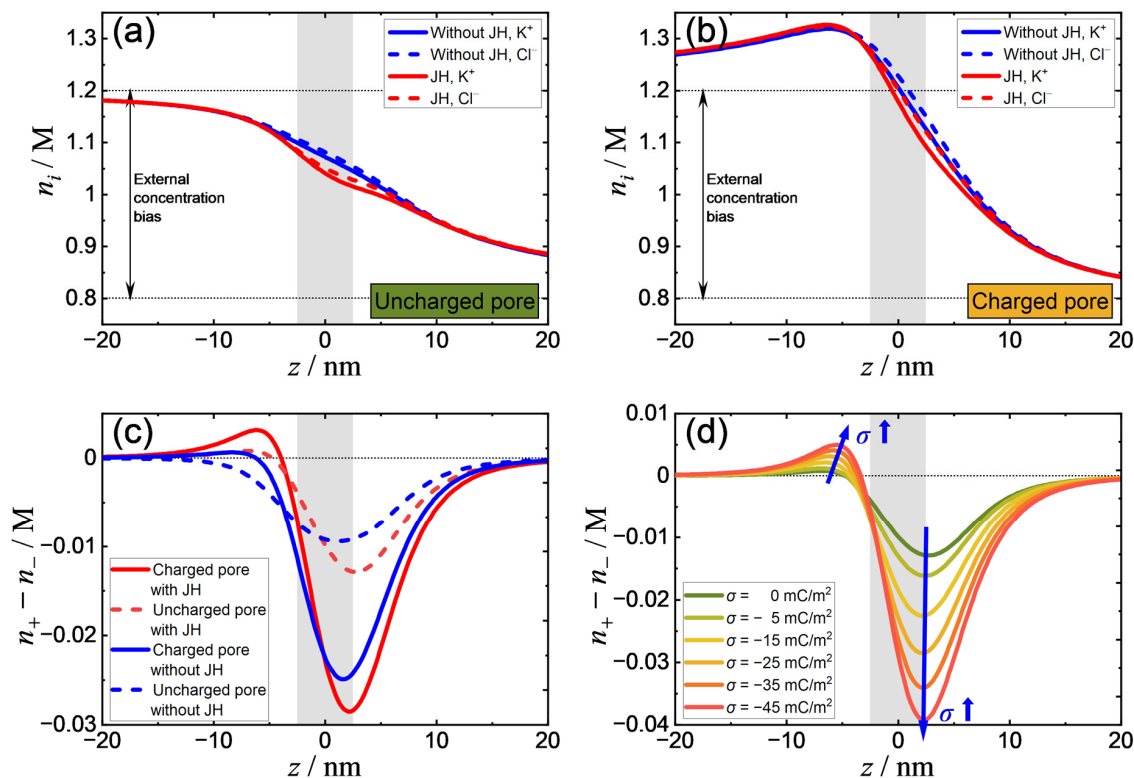 (a)
Without JH, K⁺
Without JH, Cl⁻
JH, K⁺
JH, Cl⁻
1.3
1.2
1.1
1
0.9
0.8
nᵢ / M
External
concentration
bias
Uncharged pore
−20 −10 0 10 20
z / nm
(b)
Without JH, K⁺
Without JH, Cl⁻
JH, K⁺
JH, Cl⁻
1.3
1.2
1.1
1
0.9
0.8
nᵢ / M
External
concentration
bias
Charged pore
−20 −10 0 10 20
z / nm
(c)
0
−0.01
−0.02
−0.03
n₊ − n₋ / M
Charged pore
with JH
Uncharged pore
with JH
Charged pore
without JH
Uncharged pore
without JH
−20 −10 0 10 20
z / nm
(d)
0.01
0
−0.01
−0.02
−0.03
−0.04
n₊ − n₋ / M
σ ↑
σ = 0 mC/m²
σ = − 5 mC/m²
σ = −15 mC/m²
σ = −25 mC/m²
σ = −35 mC/m²
σ = −45 mC/m²
σ ↑
−20 −10 0 10 20
z / nm